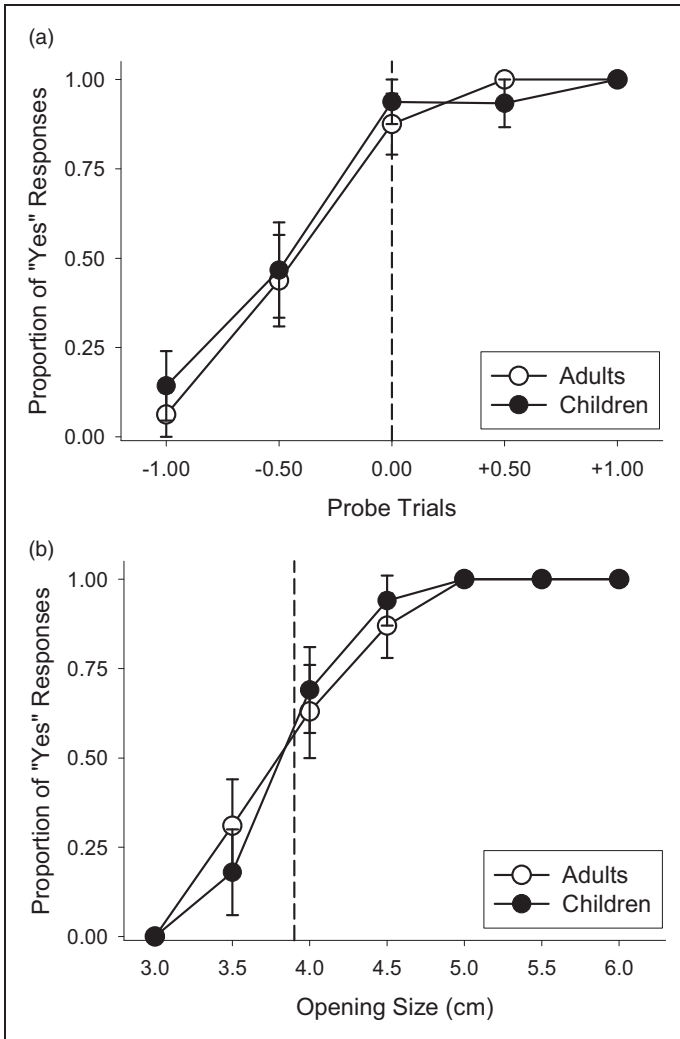 (a)
1.00
0.75
0.50
0.25
0.00
Proportion of "Yes" Responses
Adults
Children
-1.00 -0.50 0.00 +0.50 +1.00
Probe Trials
(b)
1.00
0.75
0.50
0.25
0.00
Proportion of "Yes" Responses
Adults
Children
3.0 3.5 4.0 4.5 5.0 5.5 6.0
Opening Size (cm)